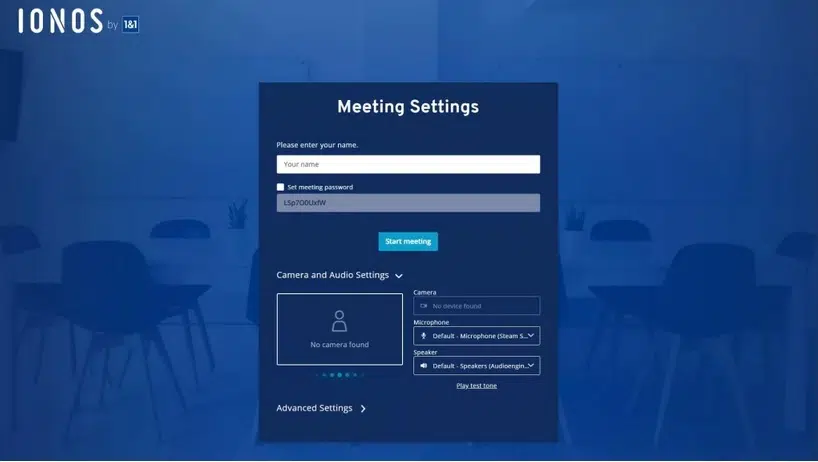 IONOS by 1&1
Meeting Settings
Please enter your name.
Your name
Set meeting password
Start meeting
Camera and Audio Settings
Camera
No device found
Microphone
No camera found
Default - Microphone (Steam S...
Speaker
Default - Speakers (Audioengin...
Play test tone
Advanced Settings